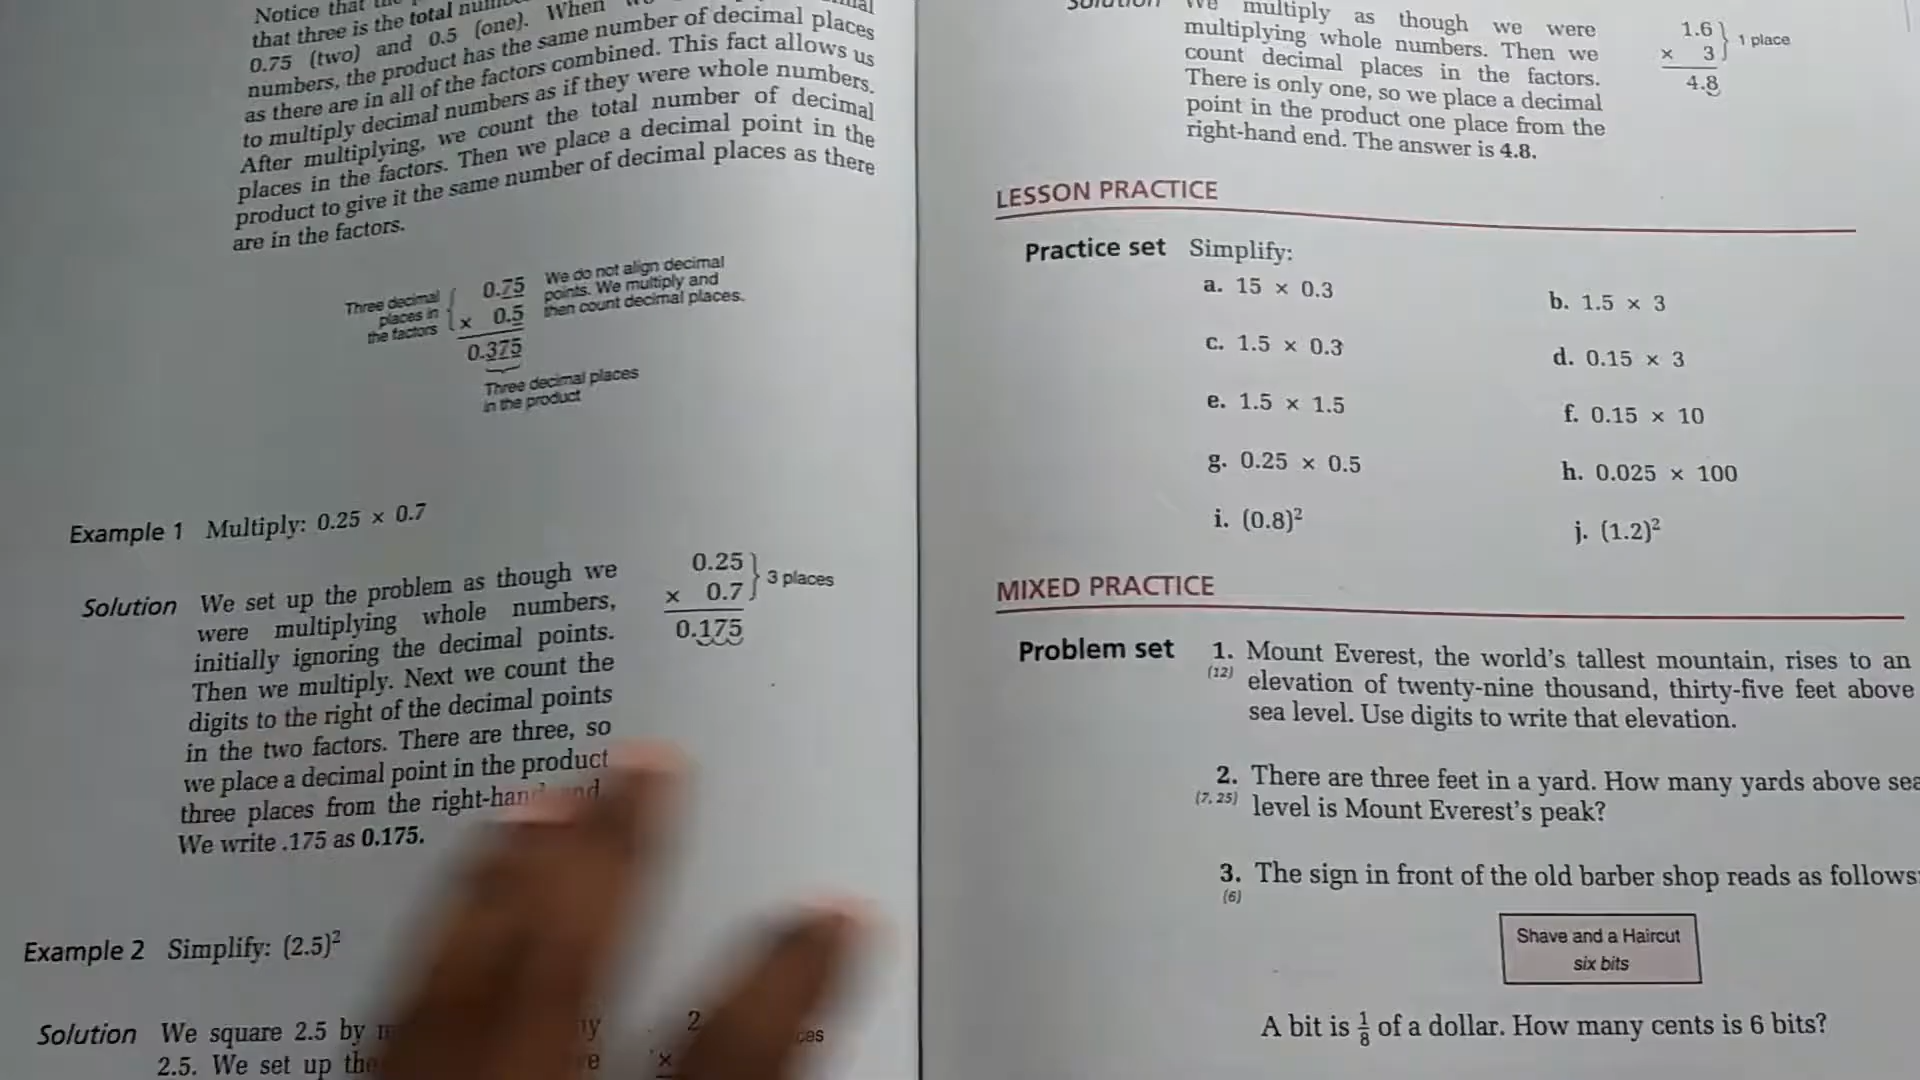 Notice that
that three is the total
0.75 (two) and 0.5 (one). When
numbers, the product has the same number of decimal places
as there are in all of the factors combined. This fact allows us
to multiply decimal numbers as if they were whole numbers.
After multiplying, we count the total number of decimal
places in the factors. Then we place a decimal point in the
product to give it the same number of decimal places as there
are in the factors.
Three decimal
places in
the factors
0.75
× 0.5
0.375
We do not align decimal
points. We multiply and
then count decimal places.
Three decimal places
in the product
Example 1 Multiply: 0.25 × 0.7
Solution We set up the problem as though we
were multiplying whole numbers,
initially ignoring the decimal points.
Then we multiply. Next we count the
digits to the right of the decimal points
in the two factors. There are three, so
we place a decimal point in the product
three places from the right-hand end.
We write .175 as 0.175.
0.25
× 0.7
3 places
0.175
Example 2 Simplify: (2.5)²
Solution We square 2.5 by
2.5. We set up the
2
×
Solution We multiply as though we were
multiplying whole numbers. Then we
count decimal places in the factors.
There is only one, so we place a decimal
point in the product one place from the
right-hand end. The answer is 4.8.
1.6
× 3
1 place
4.8
LESSON PRACTICE
Practice set Simplify:
a. 15 × 0.3
b. 1.5 × 3
c. 1.5 × 0.3
d. 0.15 × 3
e. 1.5 × 1.5
f. 0.15 × 10
g. 0.25 × 0.5
h. 0.025 × 100
i. (0.8)²
j. (1.2)²
MIXED PRACTICE
Problem set 1. Mount Everest, the world's tallest mountain, rises to an
(12) elevation of twenty-nine thousand, thirty-five feet above
sea level. Use digits to write that elevation.
2. There are three feet in a yard. How many yards above sea
(7, 25) level is Mount Everest's peak?
3. The sign in front of the old barber shop reads as follows:
(6)
Shave and a Haircut
six bits
A bit is 1/8 of a dollar. How many cents is 6 bits?